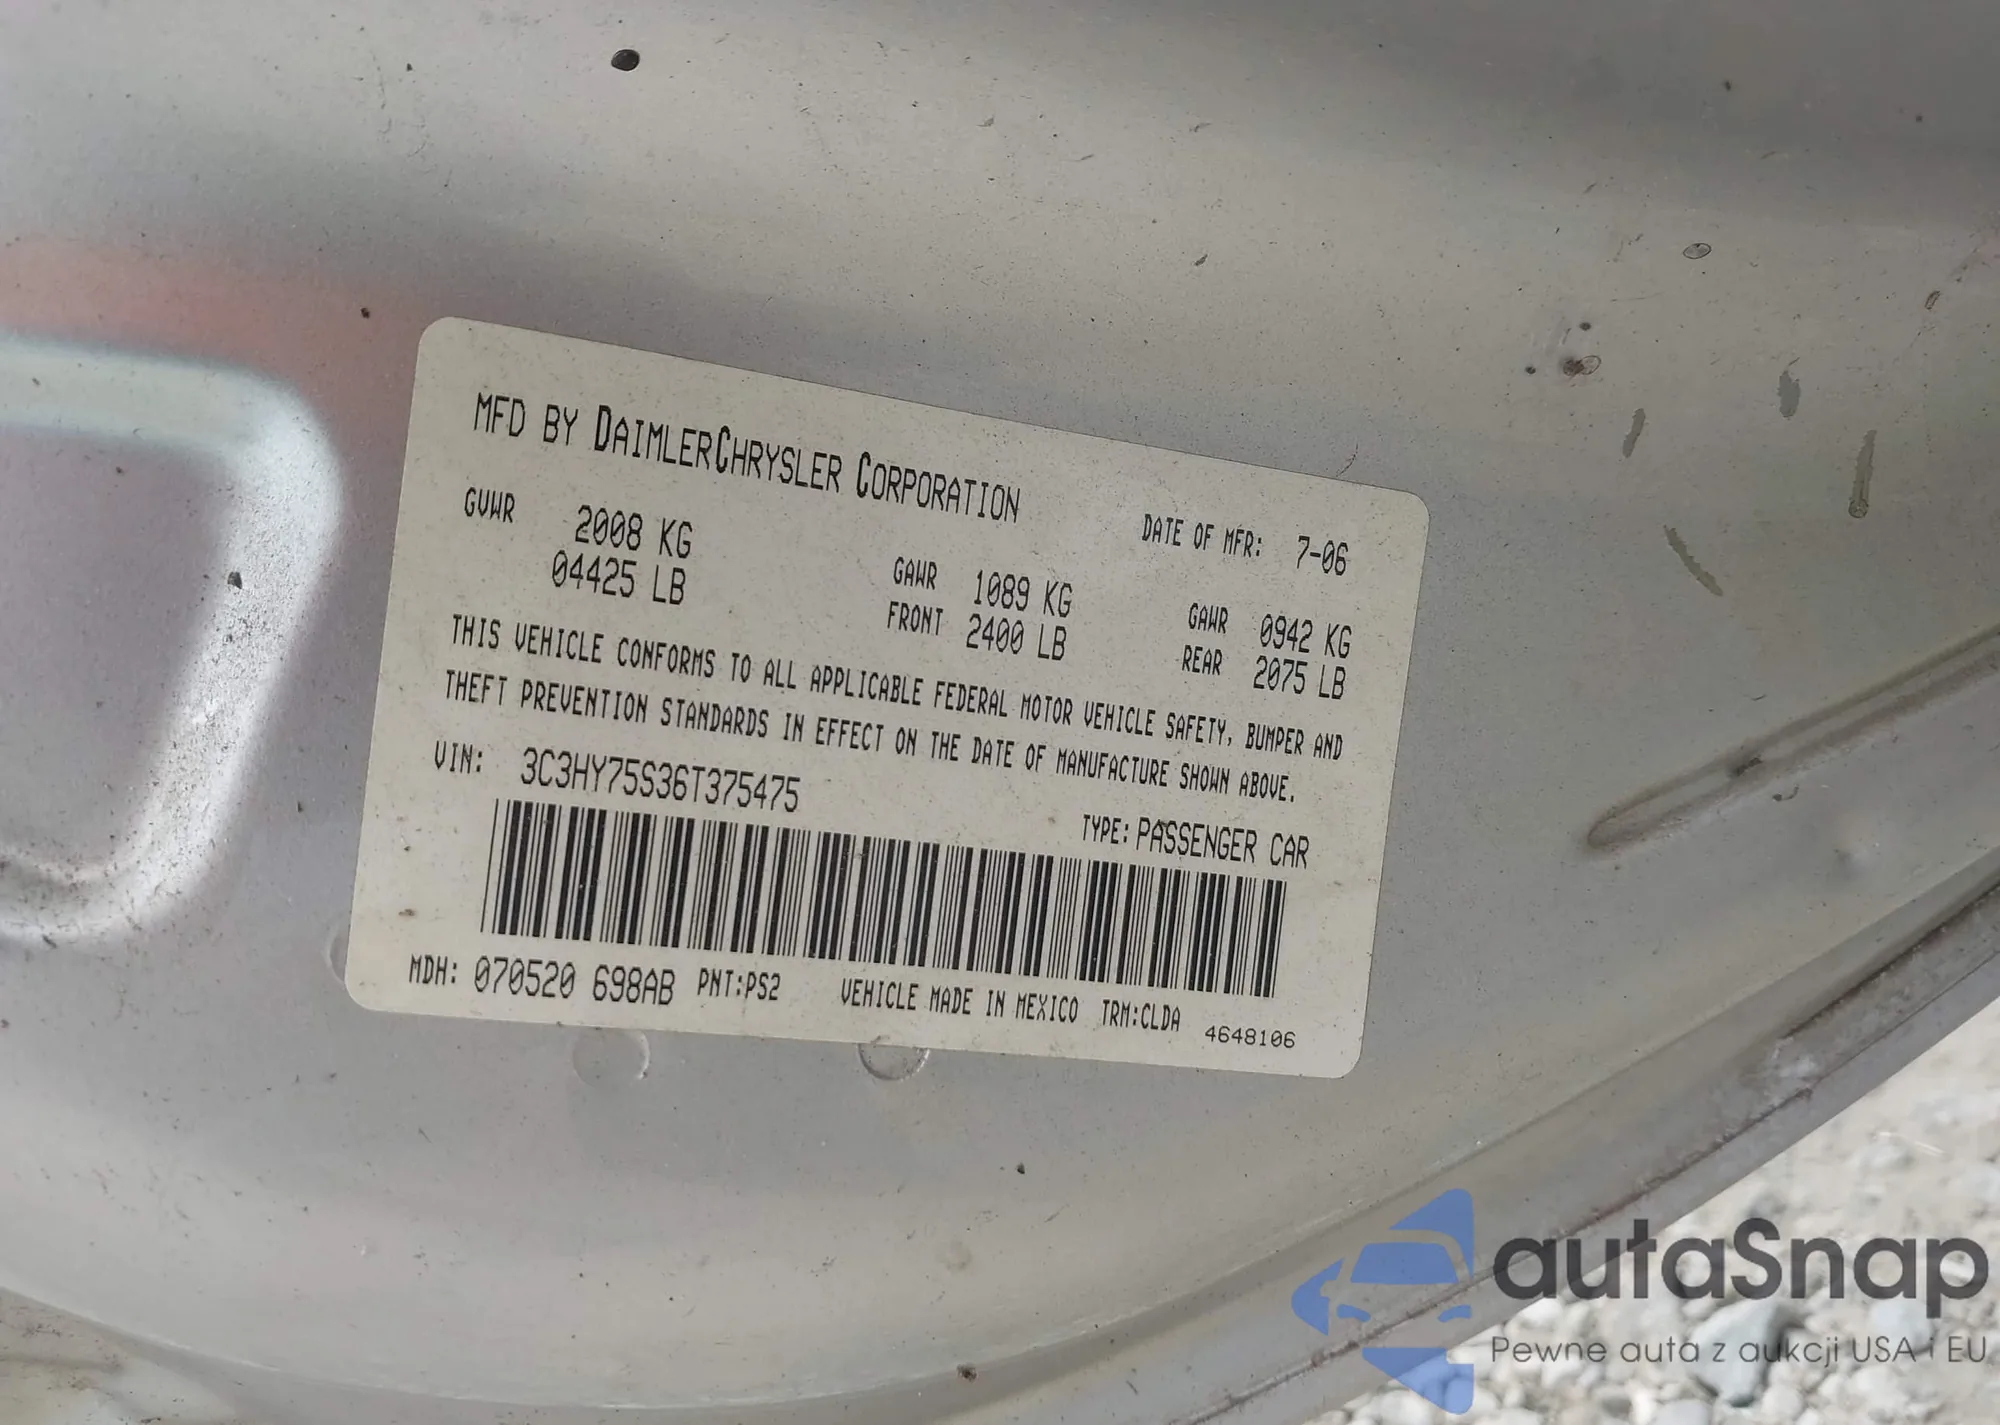 MFD BY DAIMLERCHRYSLER CORPORATION
DATE OF MFR: 7-06
GVWR 2008 KG
04425 LB
GAWR 1089 KG
FRONT 2400 LB
GAWR 0942 KG
REAR 2075 LB
THIS VEHICLE CONFORMS TO ALL APPLICABLE FEDERAL MOTOR VEHICLE SAFETY, BUMPER AND
THEFT PREVENTION STANDARDS IN EFFECT ON THE DATE OF MANUFACTURE SHOWN ABOVE.
VIN: 3C3HY75S36T375475
TYPE: PASSENGER CAR
MDH: 070520 698AB PNT:PS2 VEHICLE MADE IN MEXICO TRM:CLDA 4648106
autaSnap
Pewne auta z aukcji USA i EU